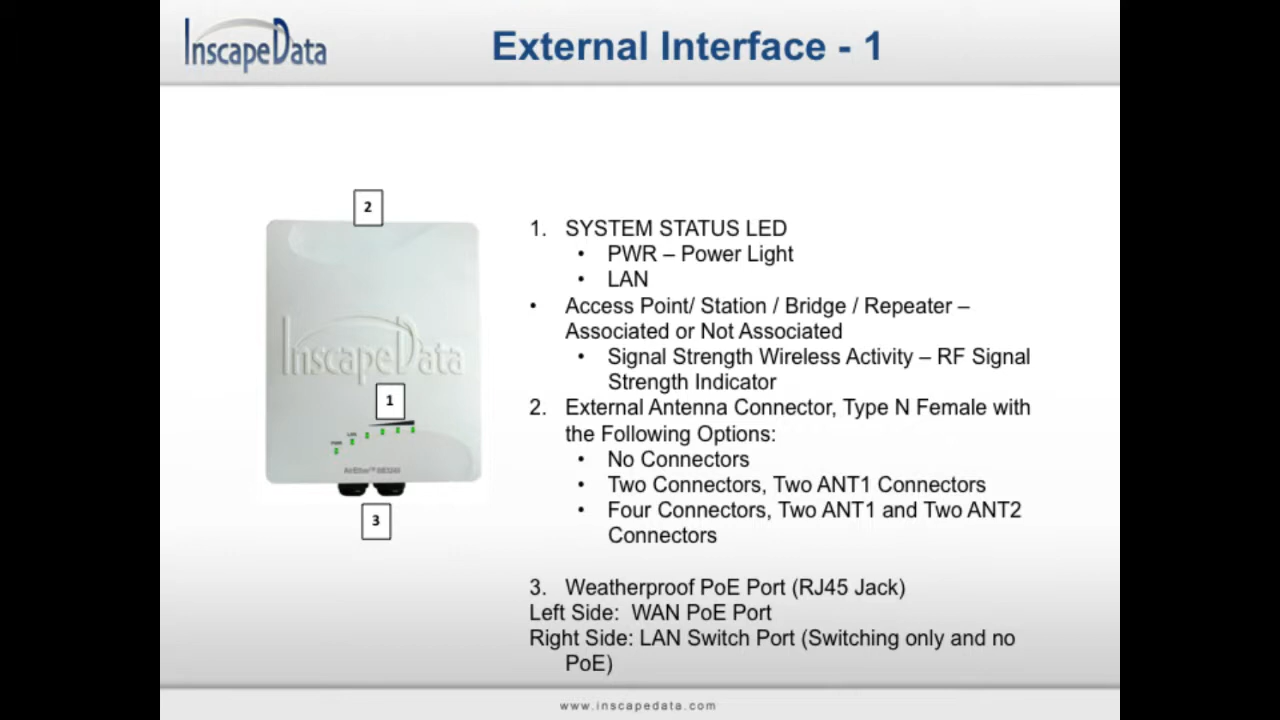 InscapeData
External Interface - 1
2
InscapeData
1
LAN
PWR
3
1. SYSTEM STATUS LED
• PWR – Power Light
• LAN
• Access Point/ Station / Bridge / Repeater –
Associated or Not Associated
• Signal Strength Wireless Activity – RF Signal
Strength Indicator
2. External Antenna Connector, Type N Female with
the Following Options:
• No Connectors
• Two Connectors, Two ANT1 Connectors
• Four Connectors, Two ANT1 and Two ANT2
Connectors
3. Weatherproof PoE Port (RJ45 Jack)
Left Side: WAN PoE Port
Right Side: LAN Switch Port (Switching only and no
PoE)
www.inscapedata.com